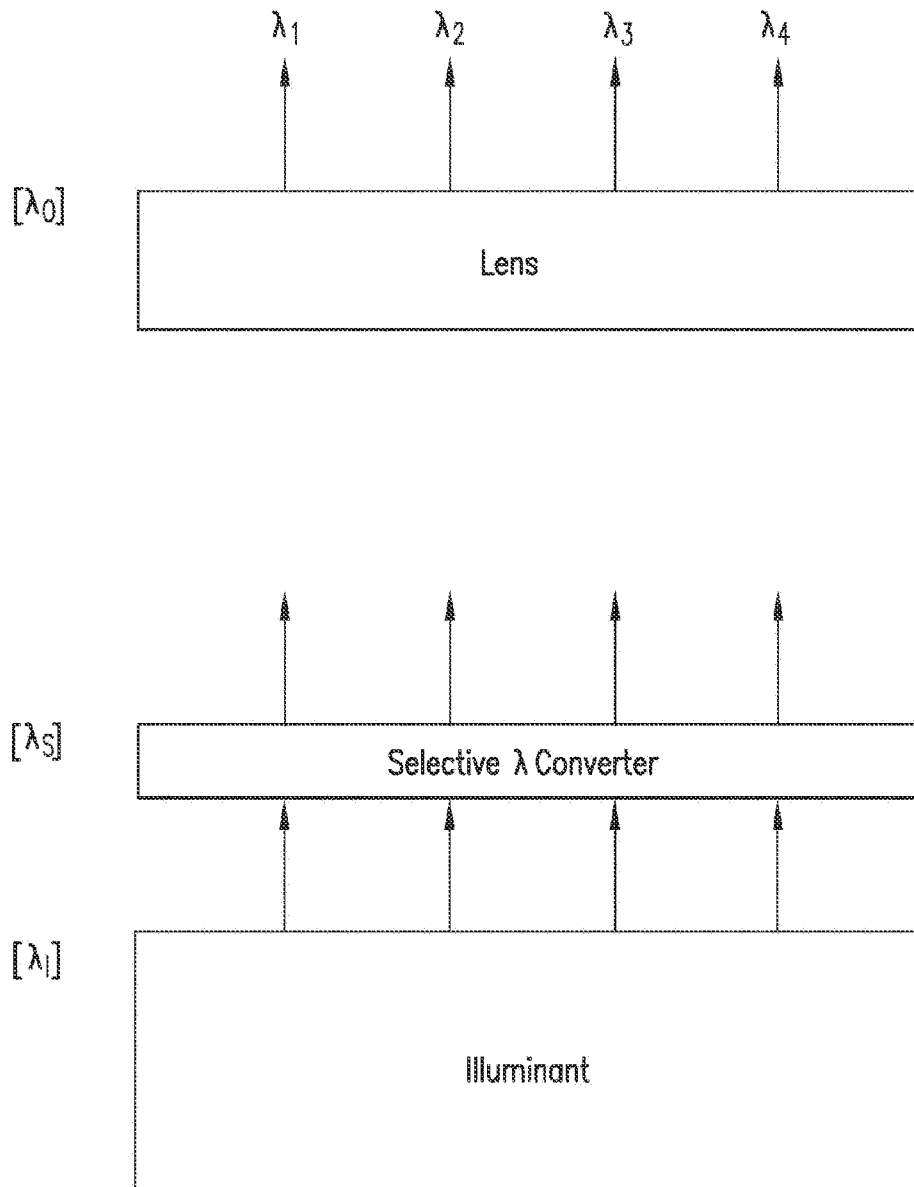 λ1 λ2 λ3 λ4
[λ0]
Lens
[λS]
Selective λ Converter
[λI]
Illuminant